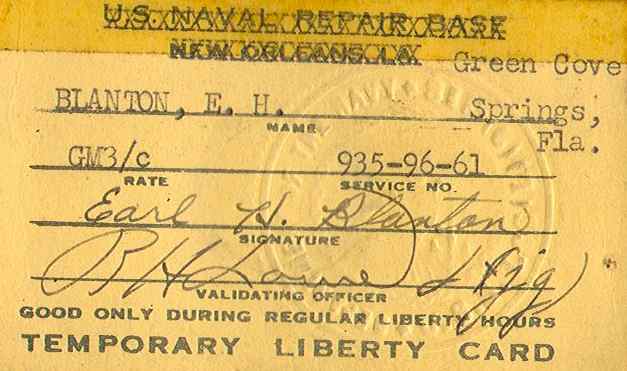 U.S. NAVAL REPAIR BASE
NEW ORLEANS, LA
Green Cove
BLANTON, E. H. Springs,
NAME
Fla.
GM3/c 935-96-61
RATE SERVICE NO.
Earl H. Blanton
SIGNATURE
R H
VALIDATING OFFICER
GOOD ONLY DURING REGULAR LIBERTY HOURS
TEMPORARY LIBERTY CARD